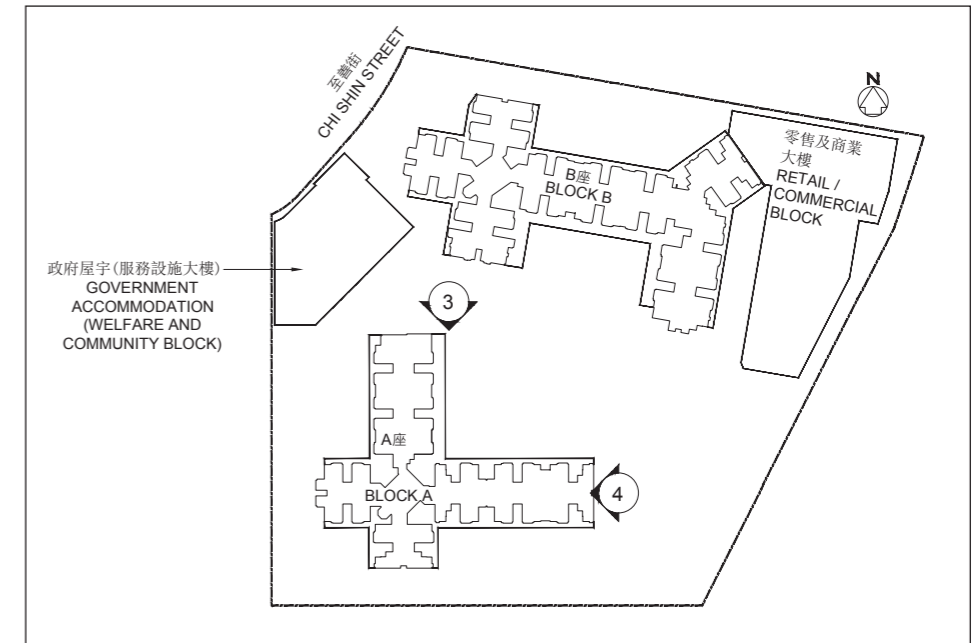 至善街
CHI SHIN STREET
N
B座
BLOCK B
零售及商業
大樓
RETAIL /
COMMERCIAL
BLOCK
政府屋宇(服務設施大樓)
GOVERNMENT
ACCOMMODATION
(WELFARE AND
COMMUNITY BLOCK)
3
A座
BLOCK A
4